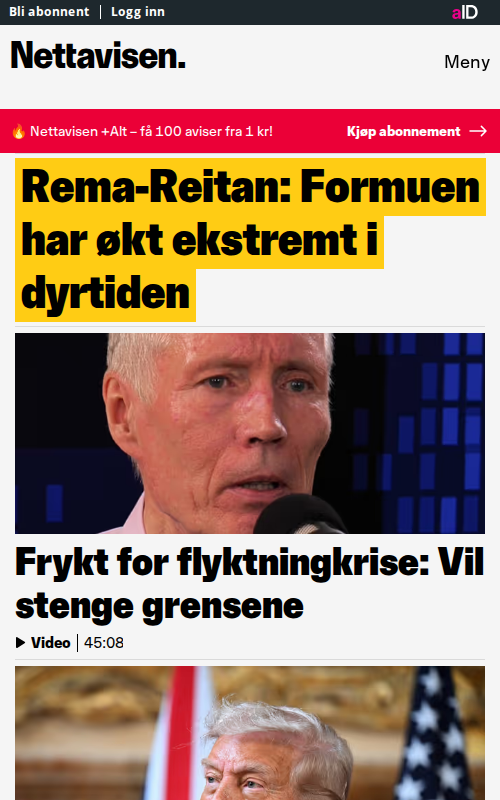 Bli abonnent | Logg inn
aID
Nettavisen.
Meny
🔥 Nettavisen +Alt – få 100 aviser fra 1 kr!
Kjøp abonnement →
Rema-Reitan: Formuen
har økt ekstremt i
dyrtiden
Frykt for flyktningkrise: Vil
stenge grensene
Video | 45:08